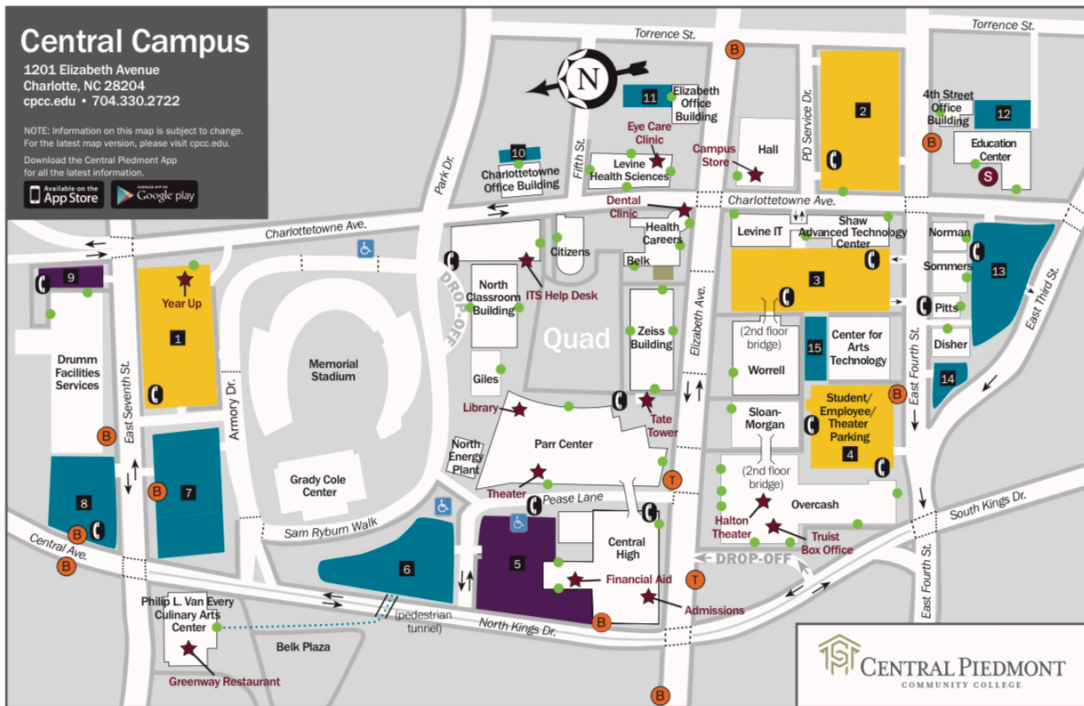 Central Campus
1201 Elizabeth Avenue
Charlotte, NC 28204
cpcc.edu • 704.330.2722
NOTE: Information on this map is subject to change.
For the latest map version, please visit cpcc.edu.
Download the Central Piedmont App
for all the latest information.
Available on the
App Store
ANDROID APP ON
Google play
N
Torrence St.
Torrence St.
B
11
Elizabeth
Office
Building
2
PD Service Dr.
4th Street
Office
Building
12
B
Education
Center
S
Park Dr.
Fifth St.
10
Charlottetowne
Office Building
Eye Care
Clinic
Levine
Health Sciences
Campus
Store
Hall
Dental
Clinic
Charlottetowne Ave.
Charlottetowne Ave.
Health
Careers
Belk
Citizens
Levine IT
Shaw
Advanced Technology
Center
Norman
Sommers
Pitts
Disher
13
14
East Third St.
9
Year Up
1
Drumm
Facilities
Services
East Seventh St.
Armory Dr.
Memorial
Stadium
DROP-OFF
ITS Help Desk
North
Classroom
Building
Quad
Giles
Zeiss
Building
Elizabeth Ave.
3
(2nd floor
bridge)
15
Center for
Arts
Technology
Worrell
East Fourth St.
B
Student/
Employee/
Theater
Parking
4
Sloan-
Morgan
(2nd floor
bridge)
Library
Tate
Tower
Parr Center
North
Energy
Plant
Theater
T
Pease Lane
Halton
Theater
Overcash
Truist
Box Office
South Kings Dr.
DROP-OFF
East Fourth St.
B
8
B
B
B
7
Central Ave.
Grady Cole
Center
Sam Ryburn Walk
6
5
Central
High
Financial Aid
Admissions
T
B
B
(pedestrian
tunnel)
North Kings Dr.
Philip L. Van Every
Culinary Arts
Center
Belk Plaza
Greenway Restaurant
CENTRAL PIEDMONT
COMMUNITY COLLEGE